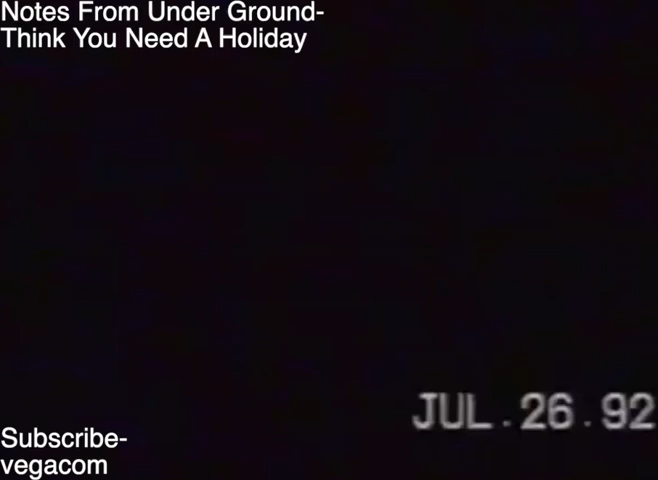 Notes From Under Ground-
Think You Need A Holiday
JUL.26.92
Subscribe-
vegacom